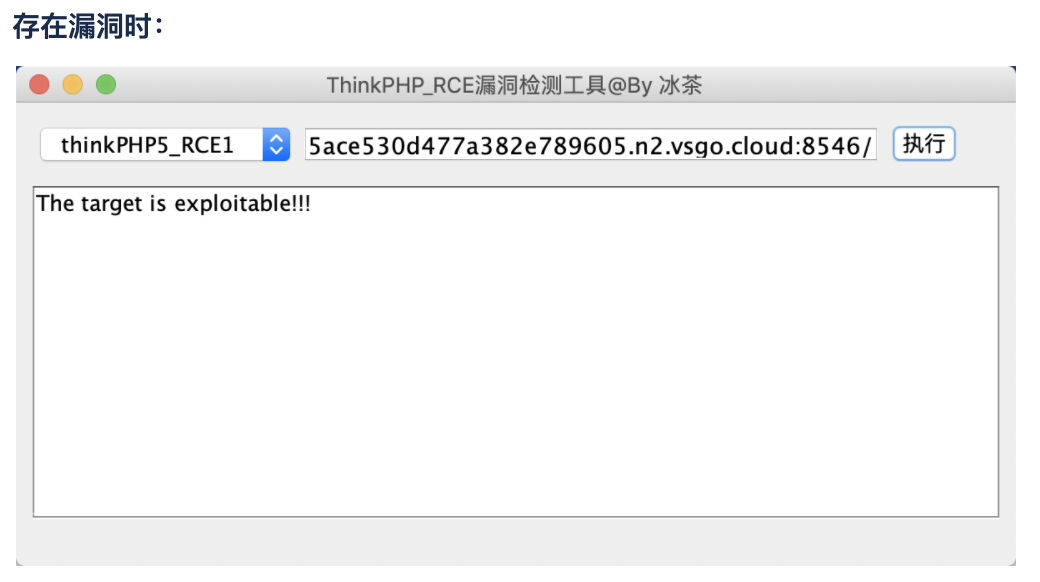 存在漏洞时：
ThinkPHP_RCE漏洞检测工具@By 冰茶
thinkPHP5_RCE1
5ace530d477a382e789605.n2.vsgo.cloud:8546/
执行
The target is exploitable!!!